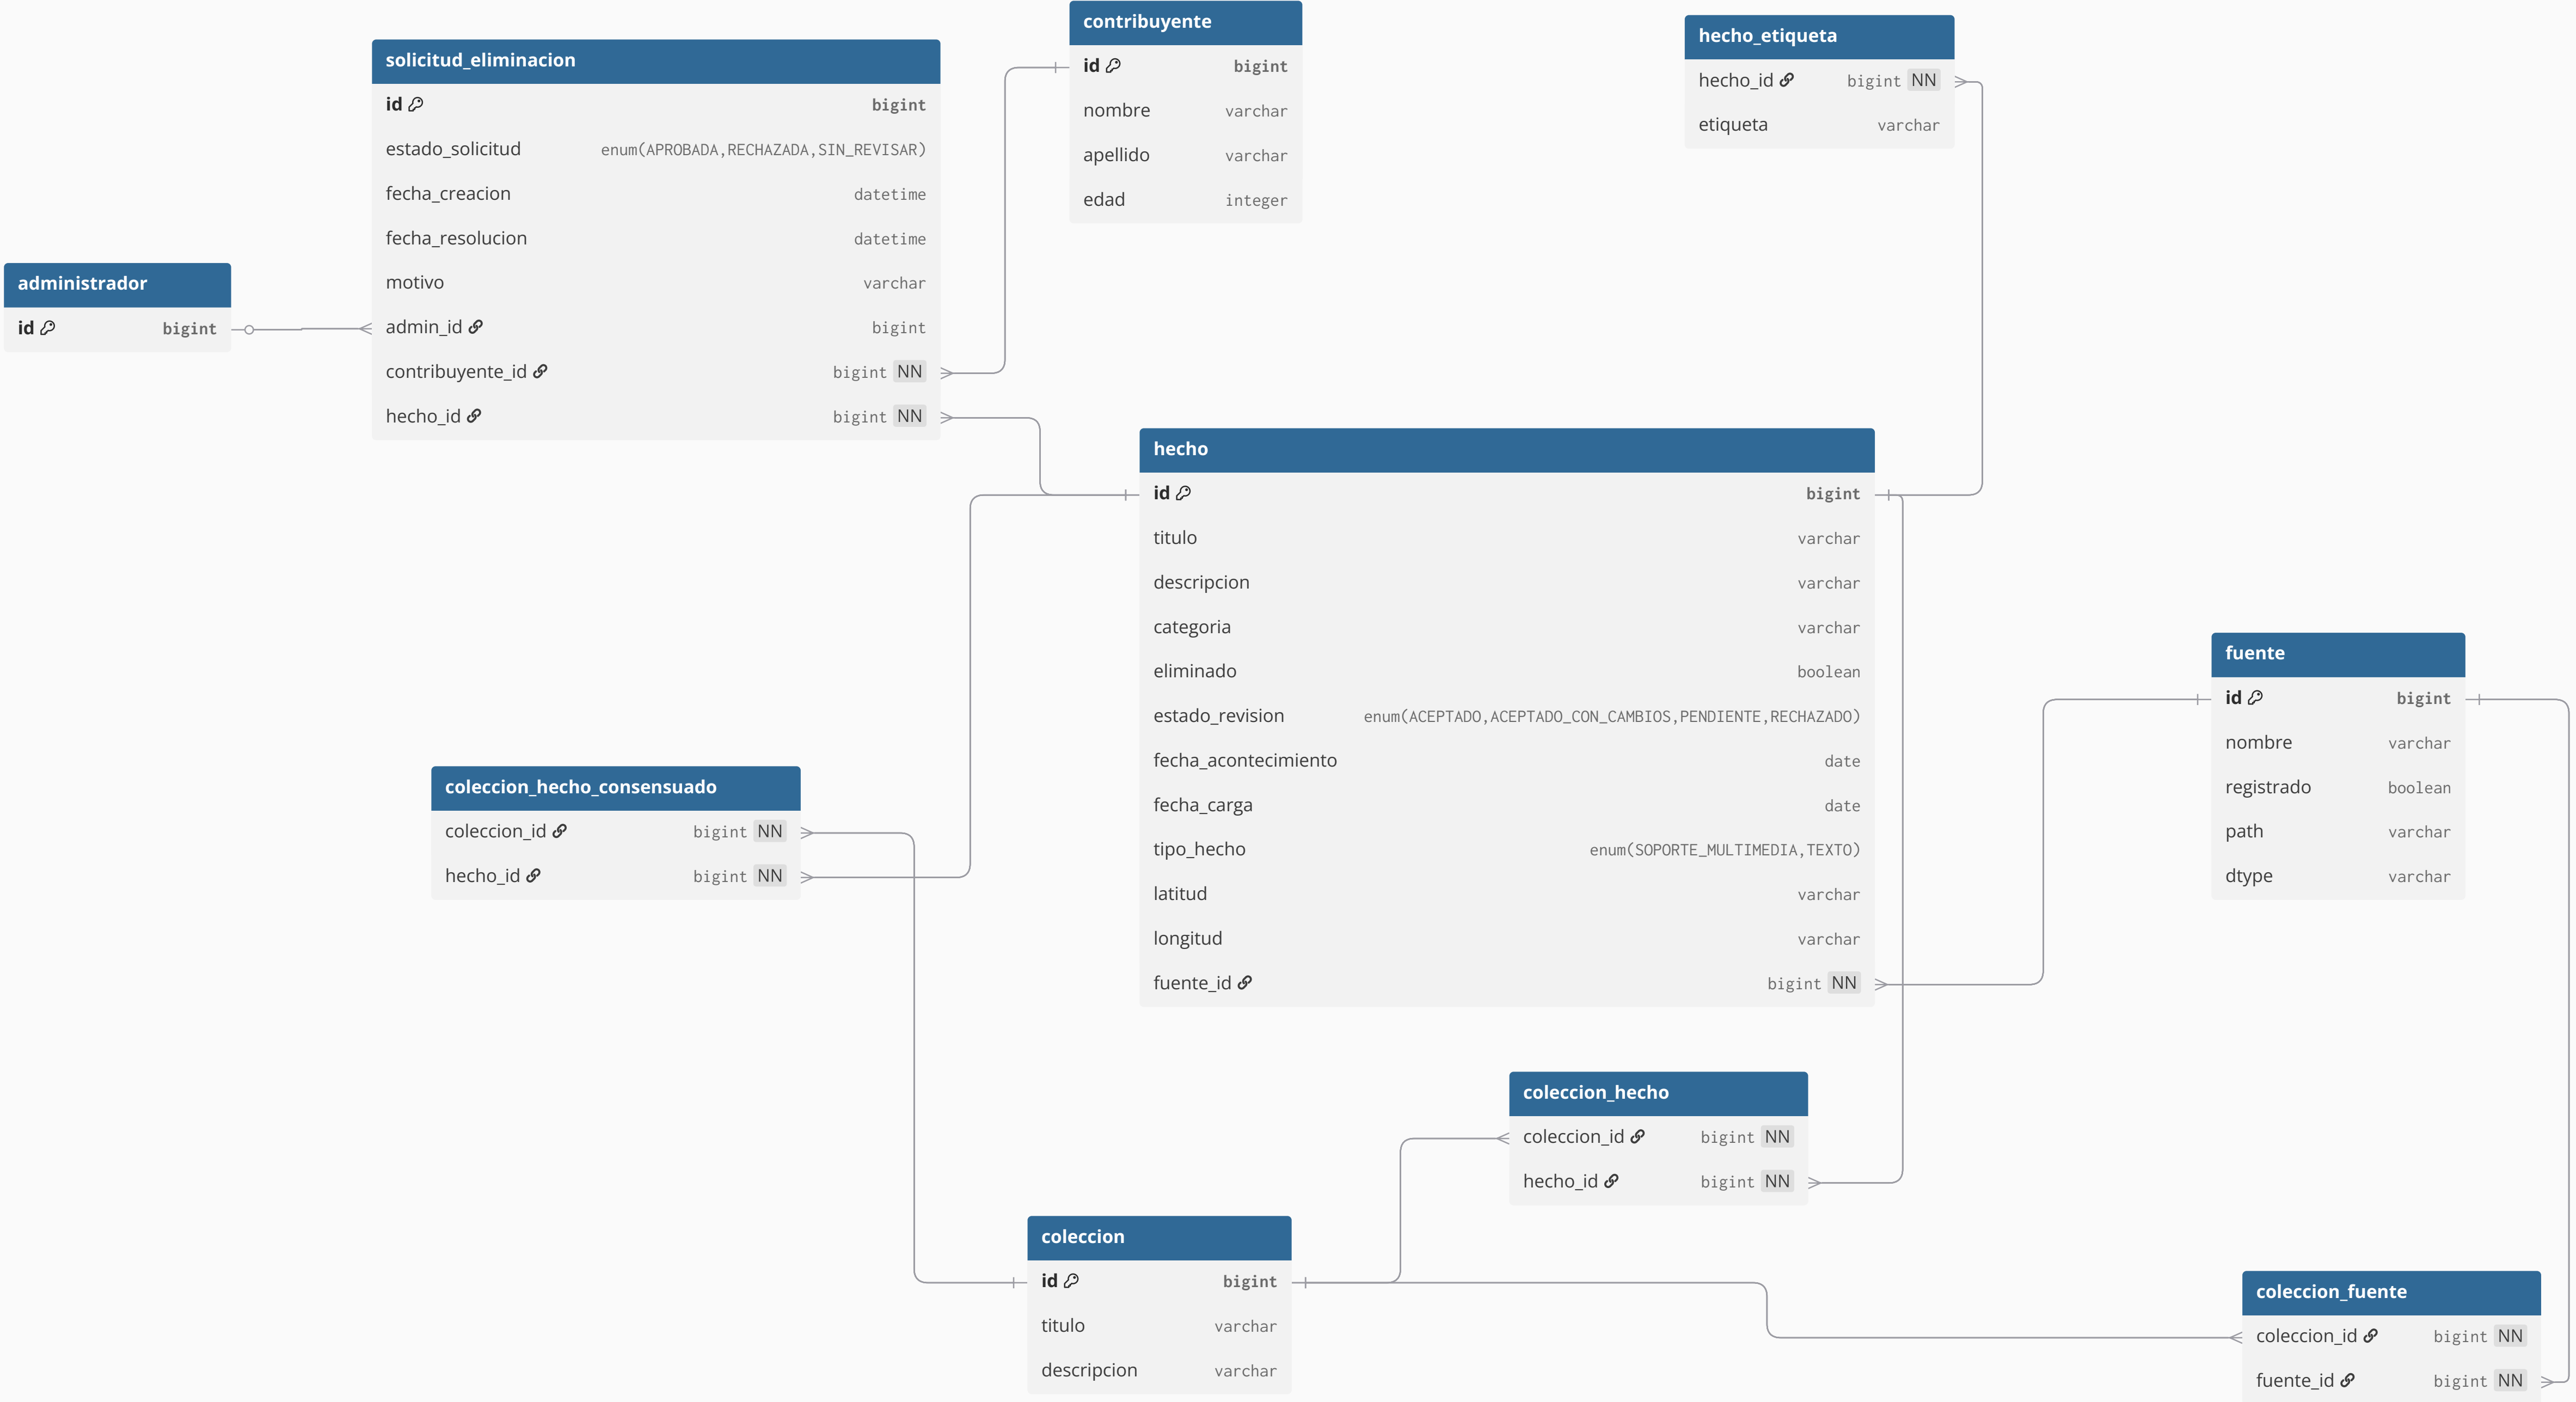 contribuyente
id bigint
nombre varchar
apellido varchar
edad integer
hecho_etiqueta
hecho_id bigint NN
etiqueta varchar
solicitud_eliminacion
id bigint
estado_solicitud enum(APROBADA,RECHAZADA,SIN_REVISAR)
fecha_creacion datetime
fecha_resolucion datetime
motivo varchar
admin_id bigint
contribuyente_id bigint NN
hecho_id bigint NN
administrador
id bigint
hecho
id bigint
titulo varchar
descripcion varchar
categoria varchar
eliminado boolean
estado_revision enum(ACEPTADO,ACEPTADO_CON_CAMBIOS,PENDIENTE,RECHAZADO)
fecha_acontecimiento date
fecha_carga date
tipo_hecho enum(SOPORTE_MULTIMEDIA,TEXTO)
latitud varchar
longitud varchar
fuente_id bigint NN
fuente
id bigint
nombre varchar
registrado boolean
path varchar
dtype varchar
coleccion_hecho_consensuado
coleccion_id bigint NN
hecho_id bigint NN
coleccion_hecho
coleccion_id bigint NN
hecho_id bigint NN
coleccion
id bigint
titulo varchar
descripcion varchar
coleccion_fuente
coleccion_id bigint NN
fuente_id bigint NN